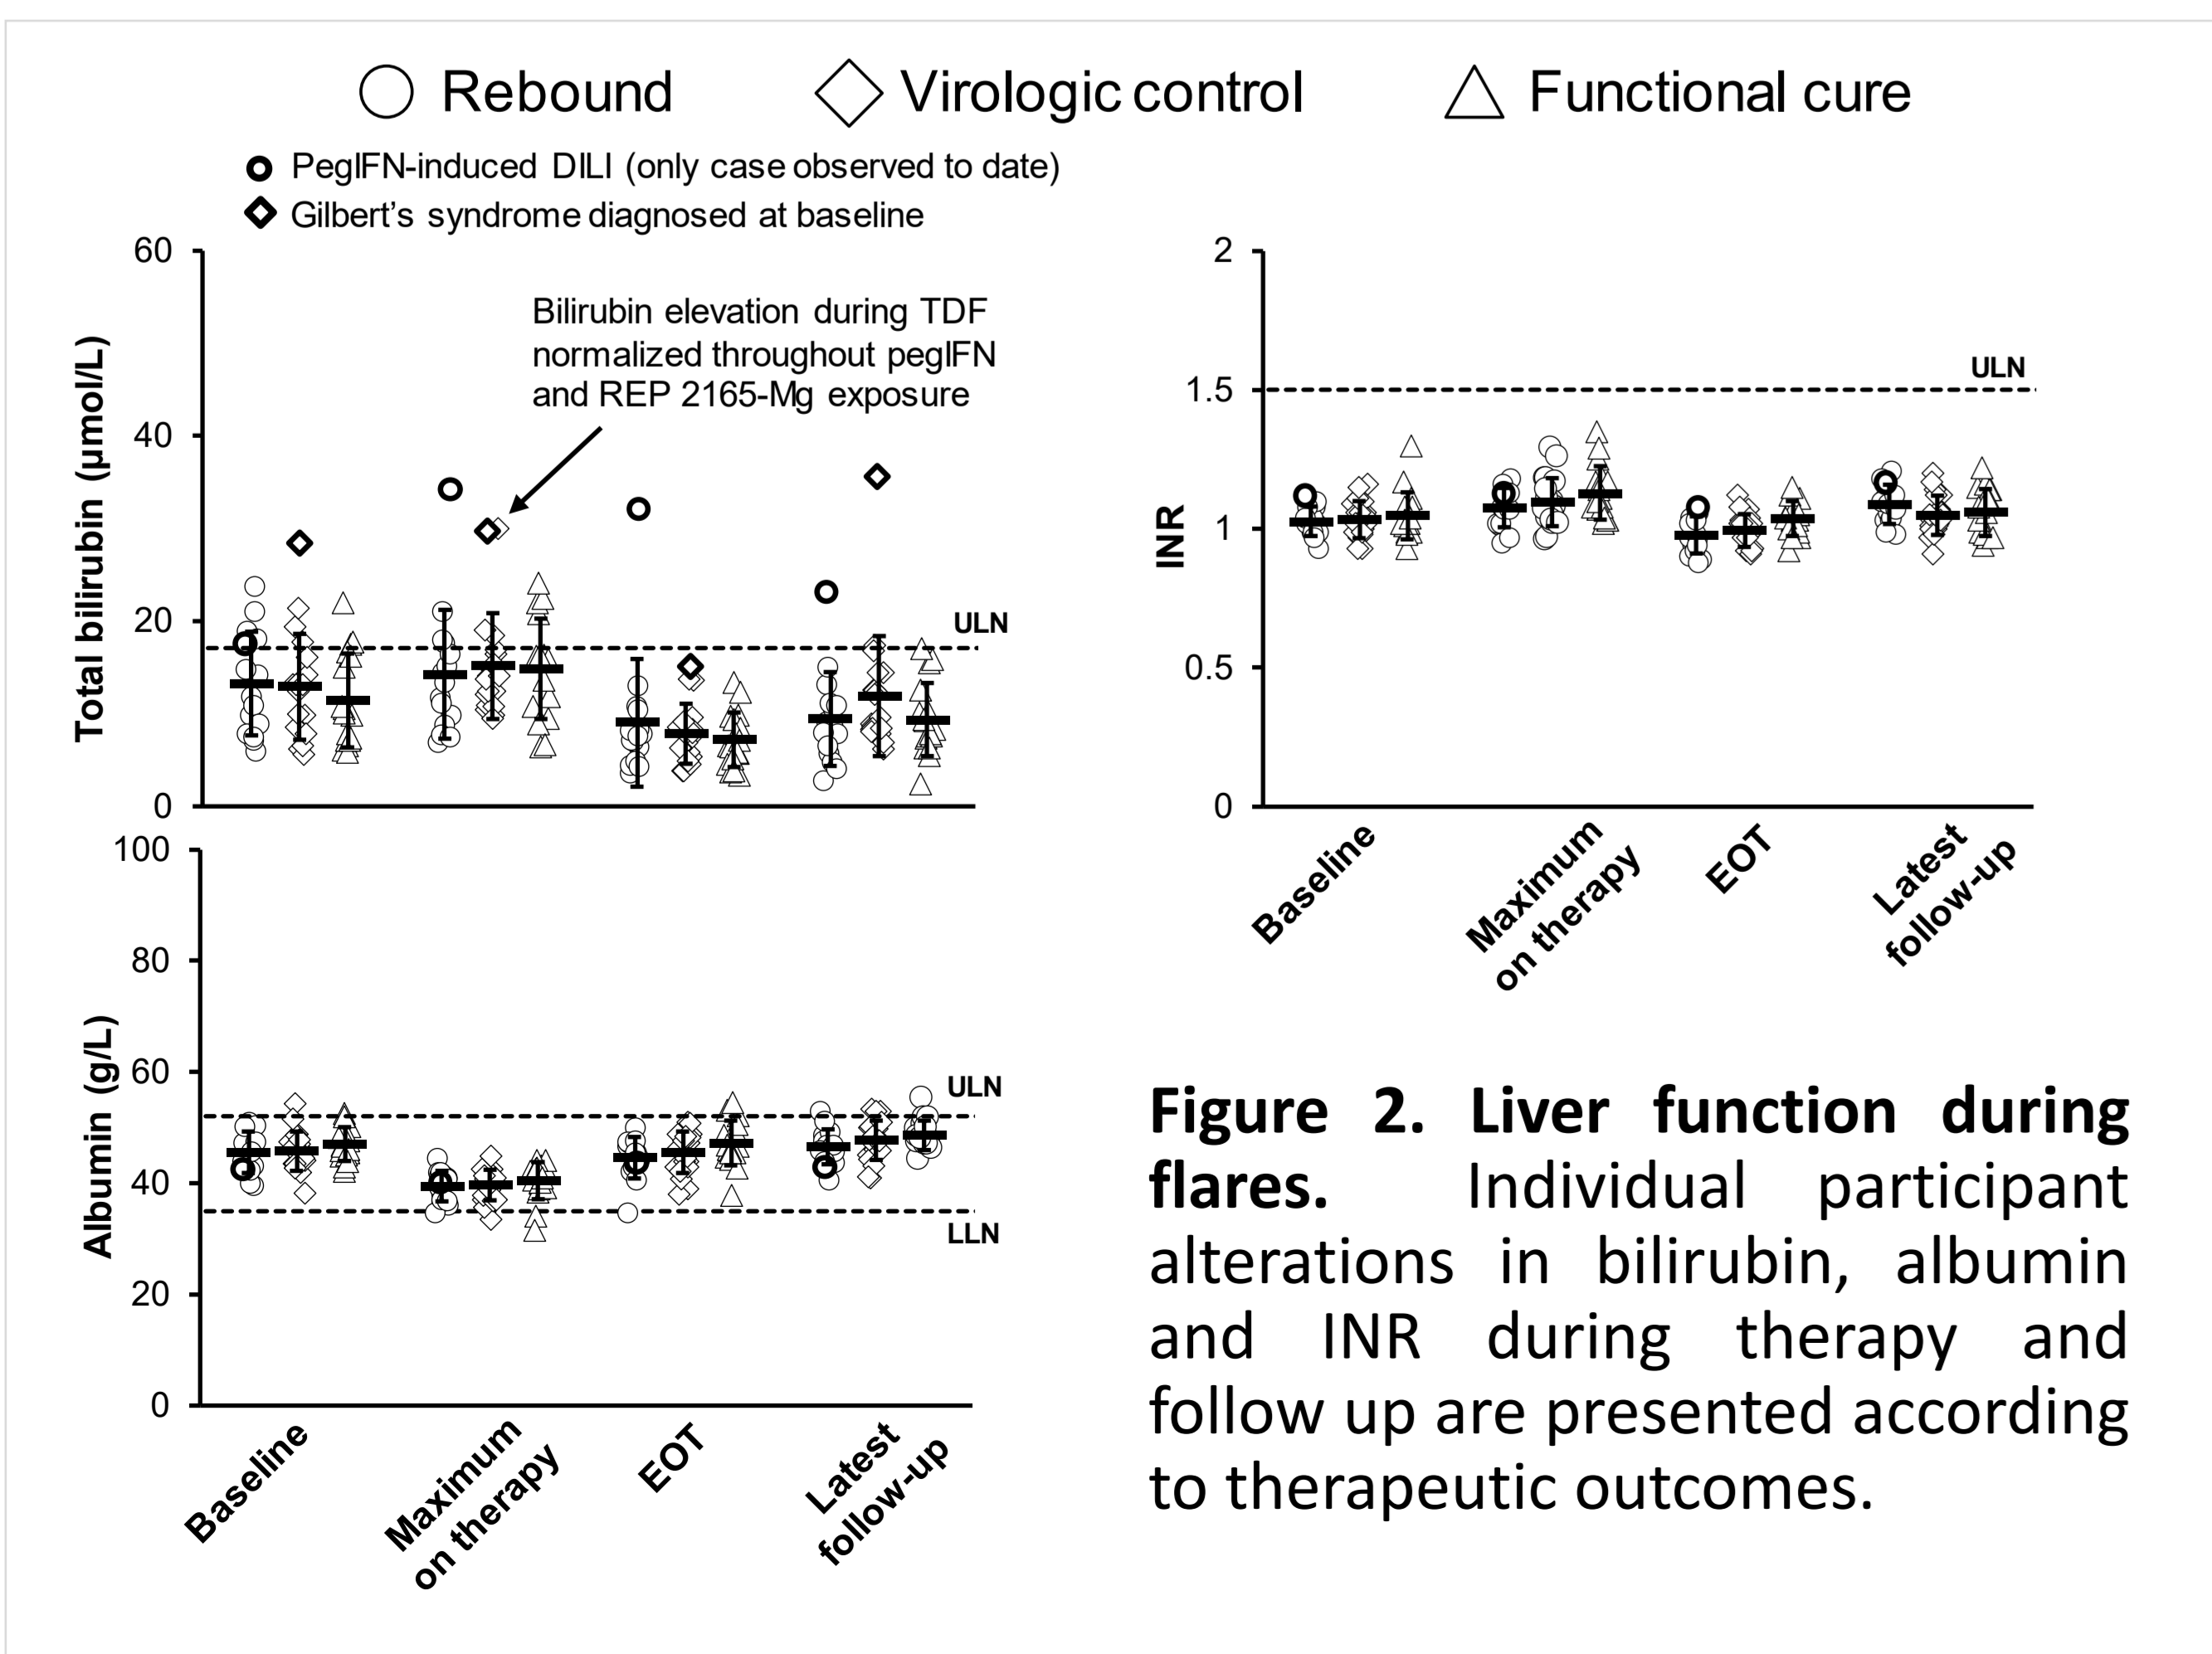 Rebound
Virologic control
Functional cure
PegIFN-induced DILI (only case observed to date)
Gilbert's syndrome diagnosed at baseline
Total bilirubin (µmol/L)
60
40
20
0
Bilirubin elevation during TDF
normalized throughout pegIFN
and REP 2165-Mg exposure
ULN
INR
2
1.5
1
0.5
0
ULN
Baseline
Maximum
on therapy
EOT
Latest
follow-up
Albumin (g/L)
100
80
60
40
20
0
ULN
LLN
Baseline
Maximum
on therapy
EOT
Latest
follow-up
Figure 2. Liver function during
flares. Individual participant
alterations in bilirubin, albumin
and INR during therapy and
follow up are presented according
to therapeutic outcomes.